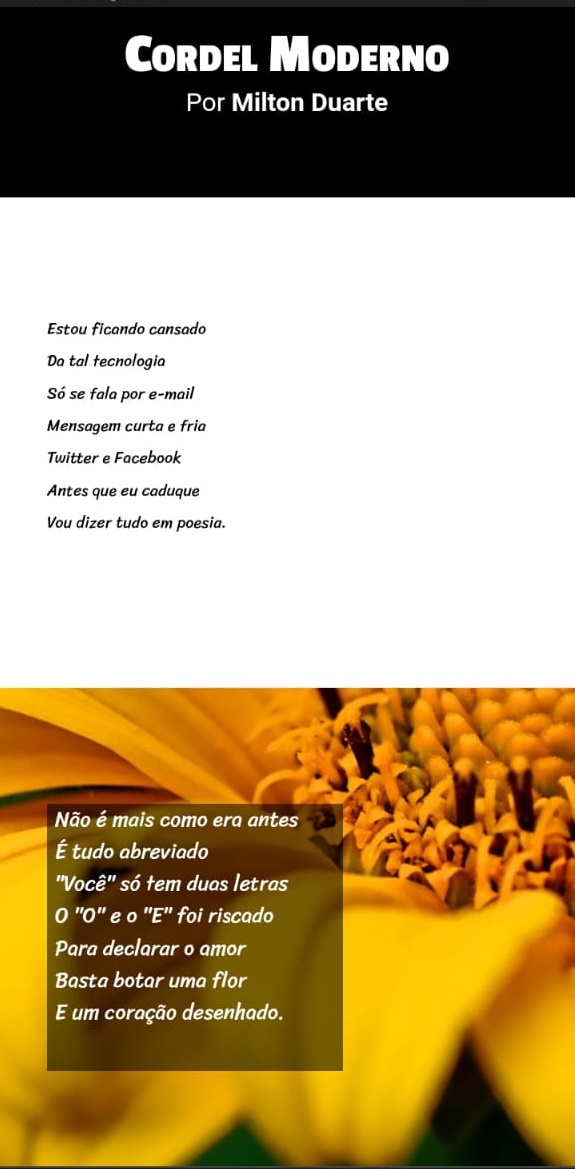 Cordel Moderno
Por Milton Duarte
Estou ficando cansado
Da tal tecnologia
Só se fala por e-mail
Mensagem curta e fria
Twitter e Facebook
Antes que eu caduque
Vou dizer tudo em poesia.
Não é mais como era antes
É tudo abreviado
"Você" só tem duas letras
O "O" e o "E" foi riscado
Para declarar o amor
Basta botar uma flor
E um coração desenhado.